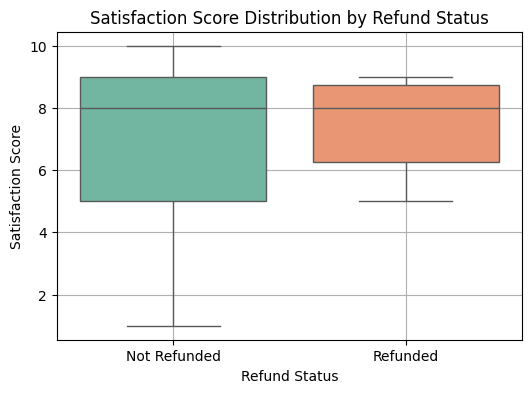 Satisfaction Score Distribution by Refund Status
10
8
6
4
2
Satisfaction Score
Not Refunded
Refunded
Refund Status